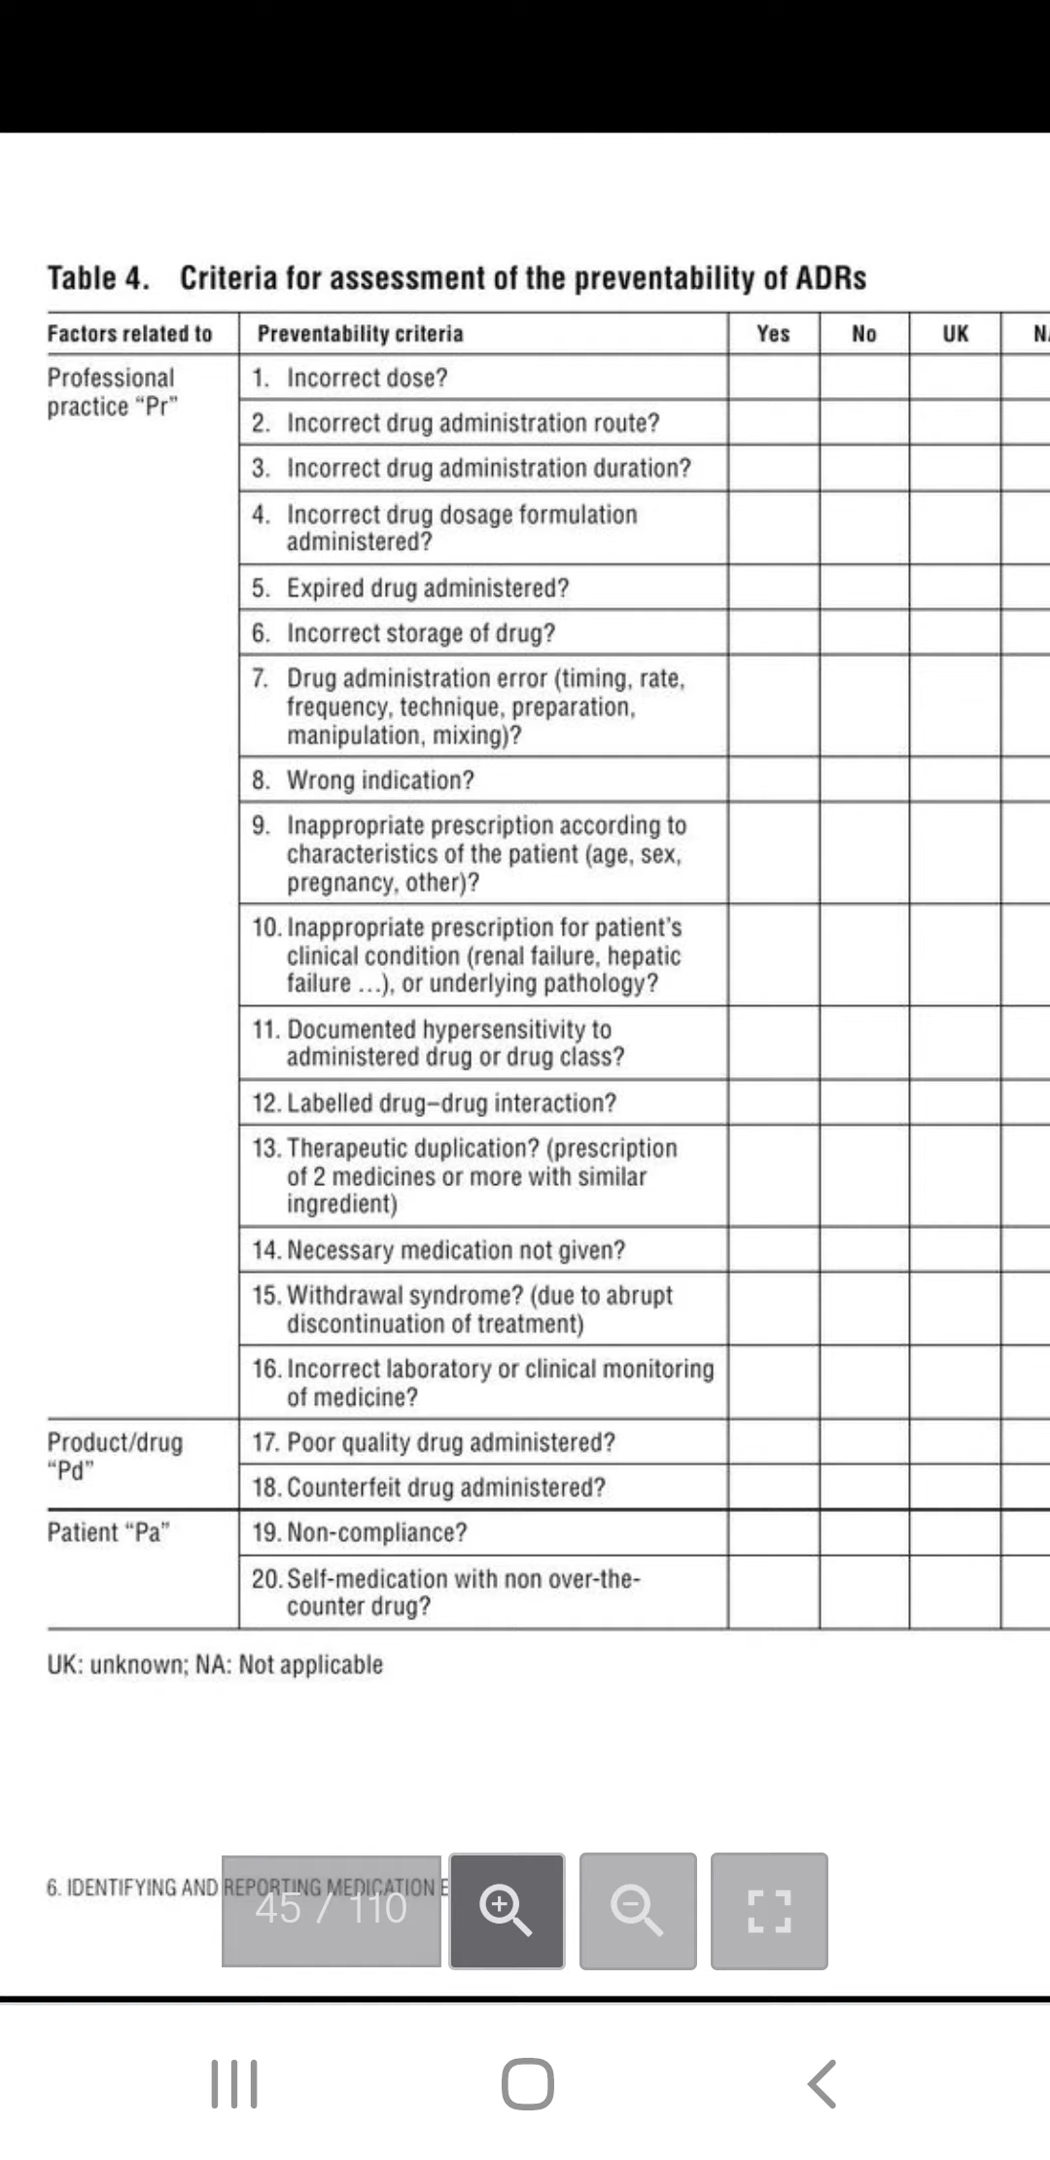 Table 4. Criteria for assessment of the preventability of ADRs
Factors related to Preventability criteria Yes No UK
Professional
practice “Pr”
1. Incorrect dose?
2. Incorrect drug administration route?
3. Incorrect drug administration duration?
4. Incorrect drug dosage formulation
administered?
5. Expired drug administered?
6. Incorrect storage of drug?
7. Drug administration error (timing, rate,
frequency, technique, preparation,
manipulation, mixing)?
8. Wrong indication?
9. Inappropriate prescription according to
characteristics of the patient (age, sex,
pregnancy, other)?
10. Inappropriate prescription for patient’s
clinical condition (renal failure, hepatic
failure ...), or underlying pathology?
11. Documented hypersensitivity to
administered drug or drug class?
12. Labelled drug–drug interaction?
13. Therapeutic duplication? (prescription
of 2 medicines or more with similar
ingredient)
14. Necessary medication not given?
15. Withdrawal syndrome? (due to abrupt
discontinuation of treatment)
16. Incorrect laboratory or clinical monitoring
of medicine?
Product/drug
“Pd”
17. Poor quality drug administered?
18. Counterfeit drug administered?
Patient “Pa”
19. Non-compliance?
20. Self-medication with non over-the-
counter drug?
UK: unknown; NA: Not applicable
6. IDENTIFYING AND REPORTING MEDICATION
45 / 110